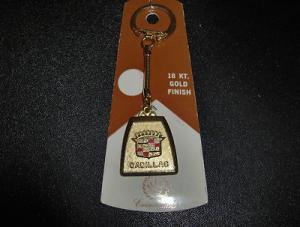 18 KT.
GOLD
FINISH
CADILLAC